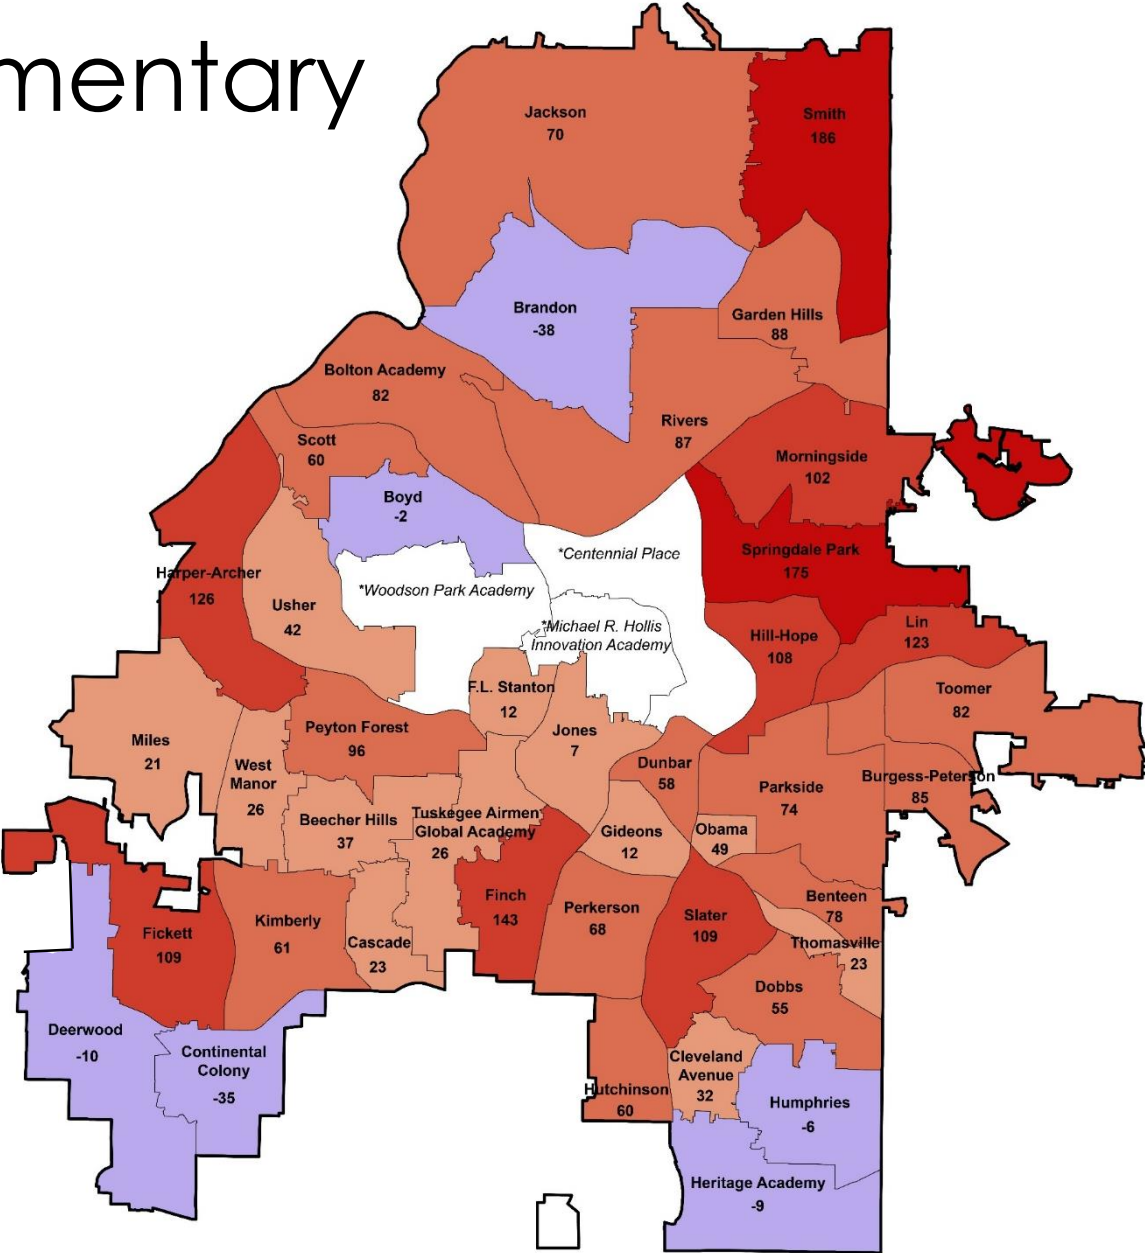 mentary
Jackson
70
Smith
186
Brandon
-38
Garden Hills
88
Bolton Academy
82
Rivers
87
Scott
60
Morningside
102
Boyd
-2
*Centennial Place
Springdale Park
175
Harper-Archer
126
*Woodson Park Academy
Usher
42
*Michael R. Hollis
Innovation Academy
Hill-Hope
108
Lin
123
F.L. Stanton
12
Toomer
82
Peyton Forest
96
Jones
7
Miles
21
West
Manor
26
Dunbar
58
Parkside
74
Burgess-Peterson
85
Beecher Hills
37
Tuskegee Airmen
Global Academy
26
Gideons
12
Obama
49
Finch
143
Perkerson
68
Slater
109
Benteen
78
Fickett
109
Kimberly
61
Cascade
23
Thomasville
23
Dobbs
55
Deerwood
-10
Continental
Colony
-35
Cleveland
Avenue
32
Hutchinson
60
Humphries
-6
Heritage Academy
-9